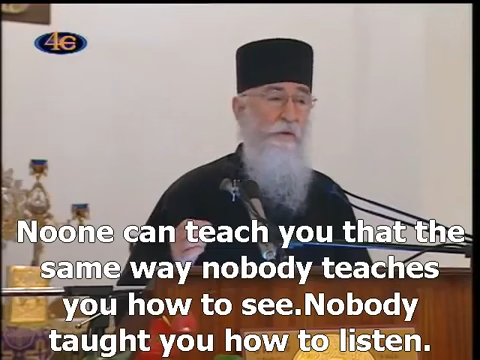 4E
Noone can teach you that the
same way nobody teaches
you how to see.Nobody
taught you how to listen.